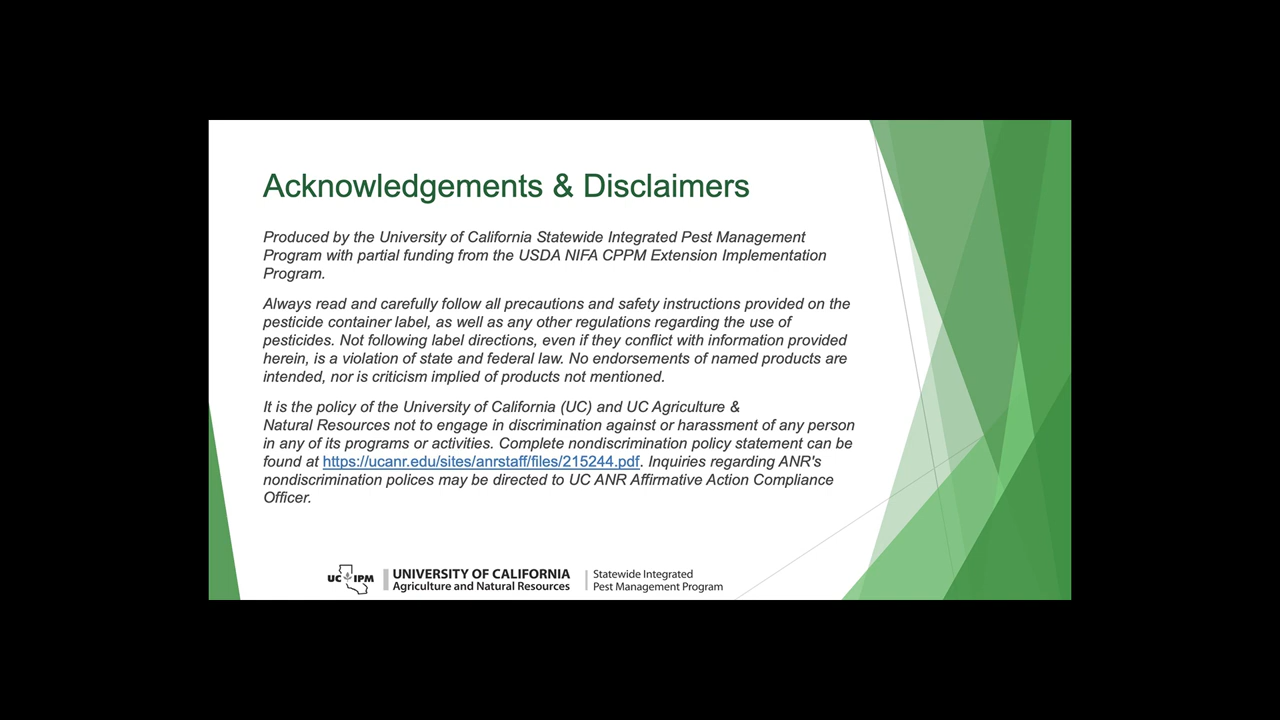 Acknowledgements & Disclaimers
Produced by the University of California Statewide Integrated Pest Management
Program with partial funding from the USDA NIFA CPPM Extension Implementation
Program.
Always read and carefully follow all precautions and safety instructions provided on the
pesticide container label, as well as any other regulations regarding the use of
pesticides. Not following label directions, even if they conflict with information provided
herein, is a violation of state and federal law. No endorsements of named products are
intended, nor is criticism implied of products not mentioned.
It is the policy of the University of California (UC) and UC Agriculture &
Natural Resources not to engage in discrimination against or harassment of any person
in any of its programs or activities. Complete nondiscrimination policy statement can be
found at https://ucanr.edu/sites/anrstaff/files/215244.pdf. Inquiries regarding ANR's
nondiscrimination polices may be directed to UC ANR Affirmative Action Compliance
Officer.
UC IPM
UNIVERSITY OF CALIFORNIA
Agriculture and Natural Resources
Statewide Integrated
Pest Management Program